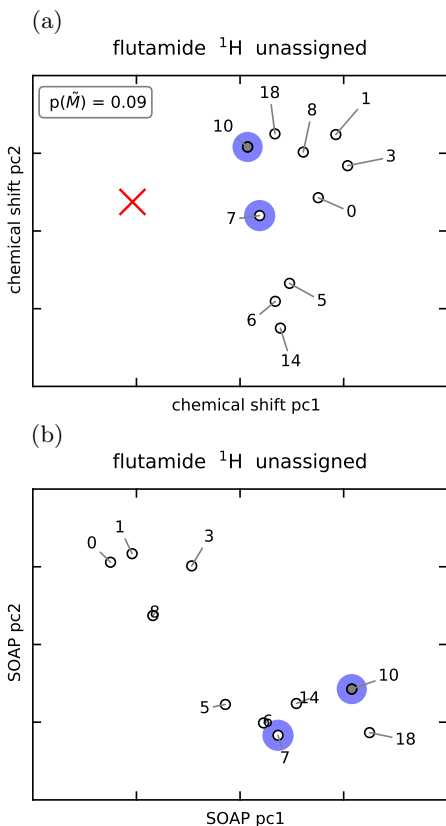 (a)
flutamide ¹H unassigned
p(M̃) = 0.09
18
1
8
10
3
7
0
5
6
14
chemical shift pc2
chemical shift pc1
(b)
flutamide ¹H unassigned
1
0
3
8
10
14
5
6
18
7
SOAP pc2
SOAP pc1